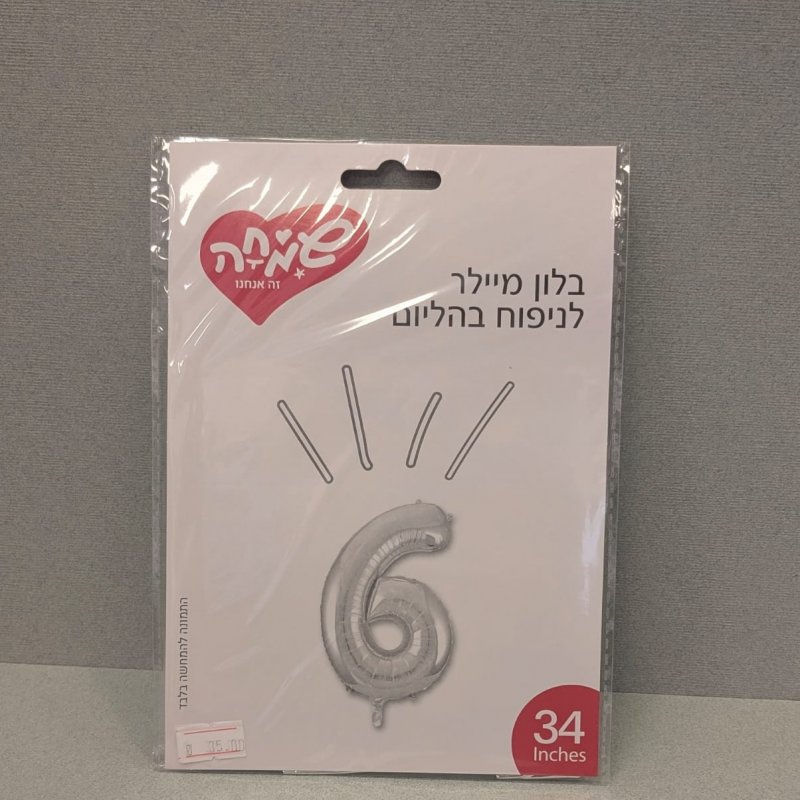 שמחה
זה אנחנו
בלון מיילר
לניפוח בהליום
6
התמונה להמחשה בלבד
34
Inches